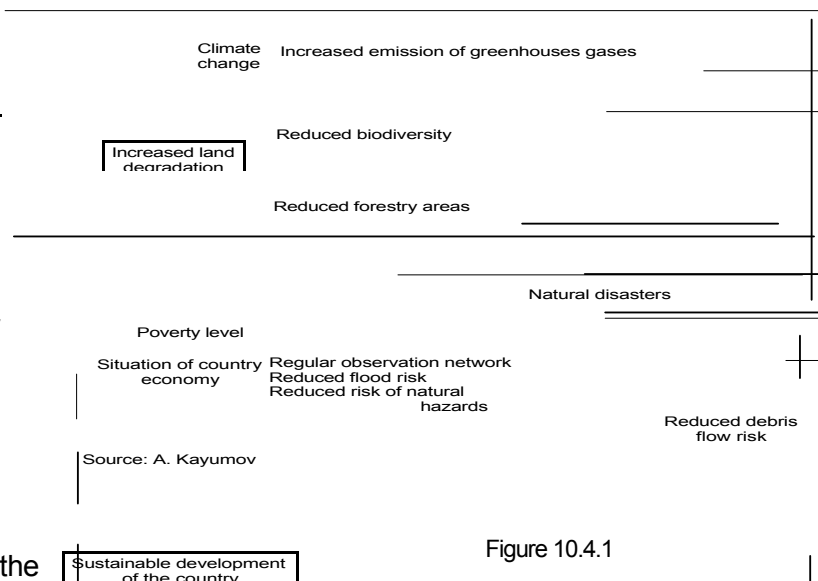 Climate
change
Increased emission of greenhouses gases
Reduced biodiversity
Increased land
degradation
Reduced forestry areas
Natural disasters
Poverty level
Situation of country
economy
Regular observation network
Reduced flood risk
Reduced risk of natural
hazards
Reduced debris
flow risk
Source: A. Kayumov
Figure 10.4.1
the
Sustainable development
of the country